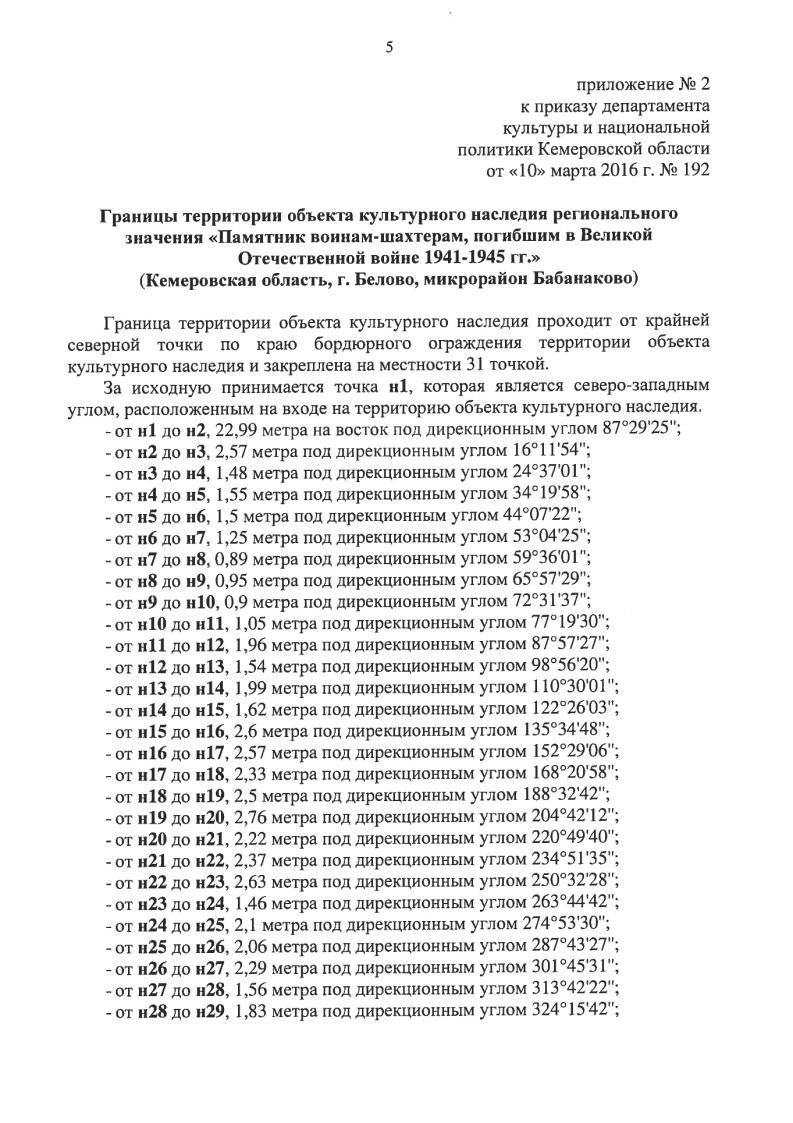 5
приложение № 2
к приказу департамента
культуры и национальной
политики Кемеровской области
от «10» марта 2016 г. № 192
Границы территории объекта культурного наследия регионального
значения «Памятник воинам-шахтерам, погибшим в Великой
Отечественной войне 1941-1945 гг.»
(Кемеровская область, г. Белово, микрорайон Бабанаково)
Граница территории объекта культурного наследия проходит от крайней
северной точки по краю бордюрного ограждения территории объекта
культурного наследия и закреплена на местности 31 точкой.
За исходную принимается точка н1, которая является северо-западным
углом, расположенным на входе на территорию объекта культурного наследия.
- от н1 до н2, 22,99 метра на восток под дирекционным углом 87°29'25";
- от н2 до н3, 2,57 метра под дирекционным углом 16°11'54";
- от н3 до н4, 1,48 метра под дирекционным углом 24°37'01";
- от н4 до н5, 1,55 метра под дирекционным углом 34°19'58";
- от н5 до н6, 1,5 метра под дирекционным углом 44°07'22";
- от н6 до н7, 1,25 метра под дирекционным углом 53°04'25";
- от н7 до н8, 0,89 метра под дирекционным углом 59°36'01";
- от н8 до н9, 0,95 метра под дирекционным углом 65°57'29";
- от н9 до н10, 0,9 метра под дирекционным углом 72°31'37";
- от н10 до н11, 1,05 метра под дирекционным углом 77°19'30";
- от н11 до н12, 1,96 метра под дирекционным углом 87°57'27";
- от н12 до н13, 1,54 метра под дирекционным углом 98°56'20";
- от н13 до н14, 1,99 метра под дирекционным углом 110°30'01";
- от н14 до н15, 1,62 метра под дирекционным углом 122°26'03";
- от н15 до н16, 2,6 метра под дирекционным углом 135°34'48";
- от н16 до н17, 2,57 метра под дирекционным углом 152°29'06";
- от н17 до н18, 2,33 метра под дирекционным углом 168°20'58";
- от н18 до н19, 2,5 метра под дирекционным углом 188°32'42";
- от н19 до н20, 2,76 метра под дирекционным углом 204°42'12";
- от н20 до н21, 2,22 метра под дирекционным углом 220°49'40";
- от н21 до н22, 2,37 метра под дирекционным углом 234°51'35";
- от н22 до н23, 2,63 метра под дирекционным углом 250°32'28";
- от н23 до н24, 1,46 метра под дирекционным углом 263°44'42";
- от н24 до н25, 2,1 метра под дирекционным углом 274°53'30";
- от н25 до н26, 2,06 метра под дирекционным углом 287°43'27";
- от н26 до н27, 2,29 метра под дирекционным углом 301°45'31";
- от н27 до н28, 1,56 метра под дирекционным углом 313°42'22";
- от н28 до н29, 1,83 метра под дирекционным углом 324°15'42";